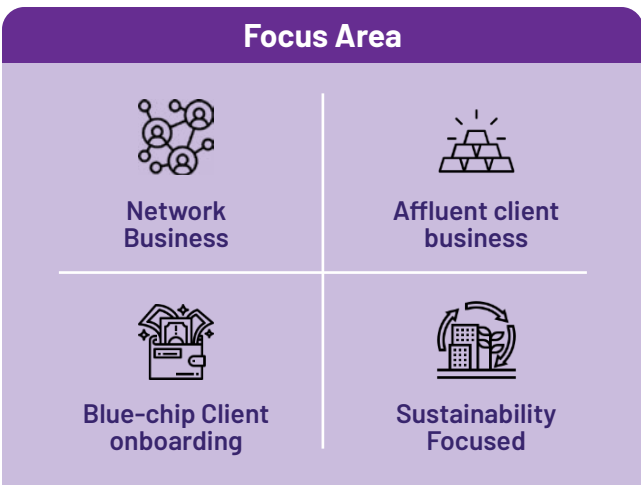 Focus Area
Network
Business
Affluent client
business
Blue-chip Client
onboarding
Sustainability
Focused